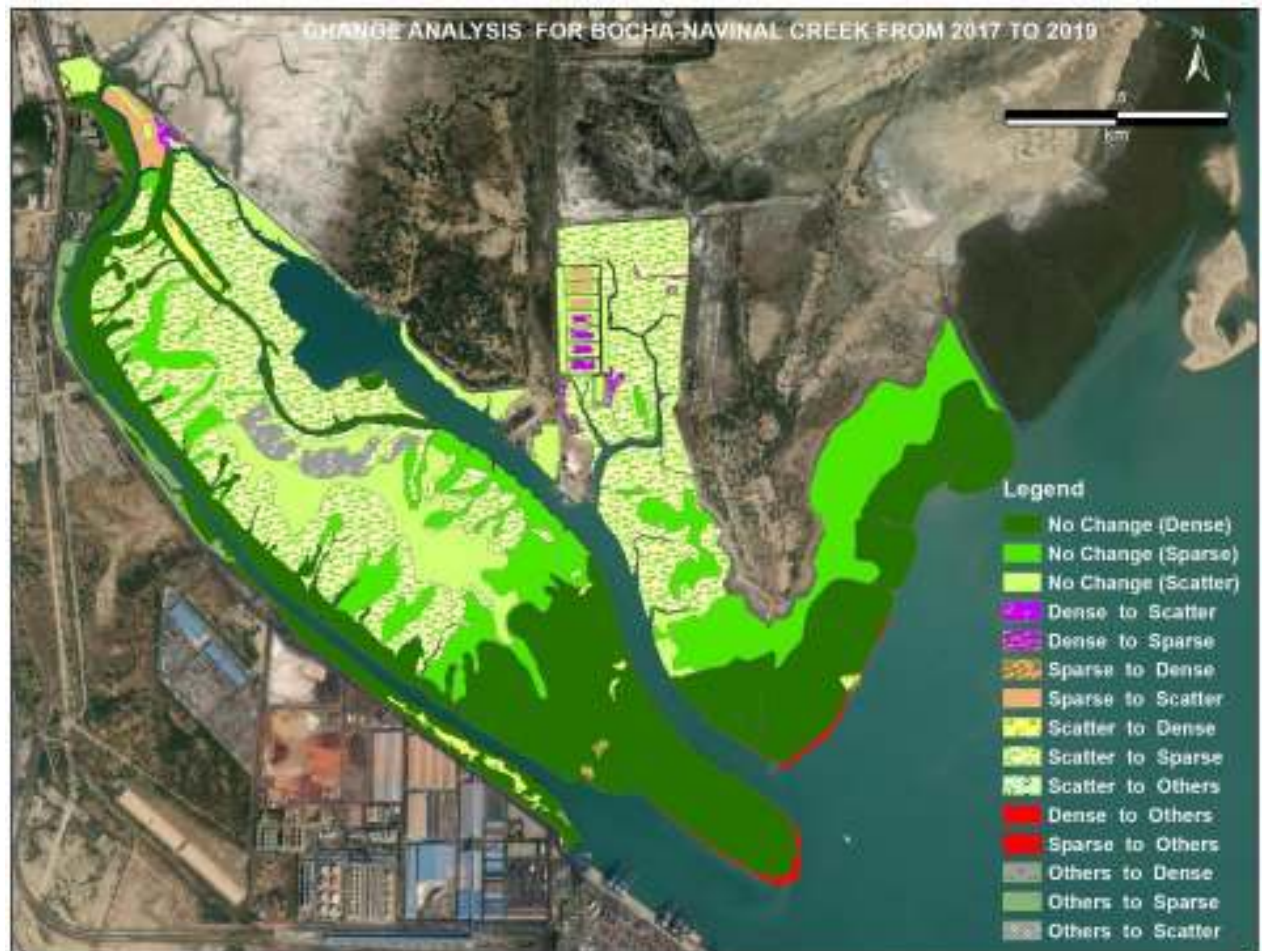 CHANGE ANALYSIS FOR BOCHA-NAVINAL CREEK FROM 2017 TO 2019
N
0 1
km
Legend
No Change (Dense)
No Change (Sparse)
No Change (Scatter)
Dense to Scatter
Dense to Sparse
Sparse to Dense
Sparse to Scatter
Scatter to Dense
Scatter to Sparse
Scatter to Others
Dense to Others
Sparse to Others
Others to Dense
Others to Sparse
Others to Scatter